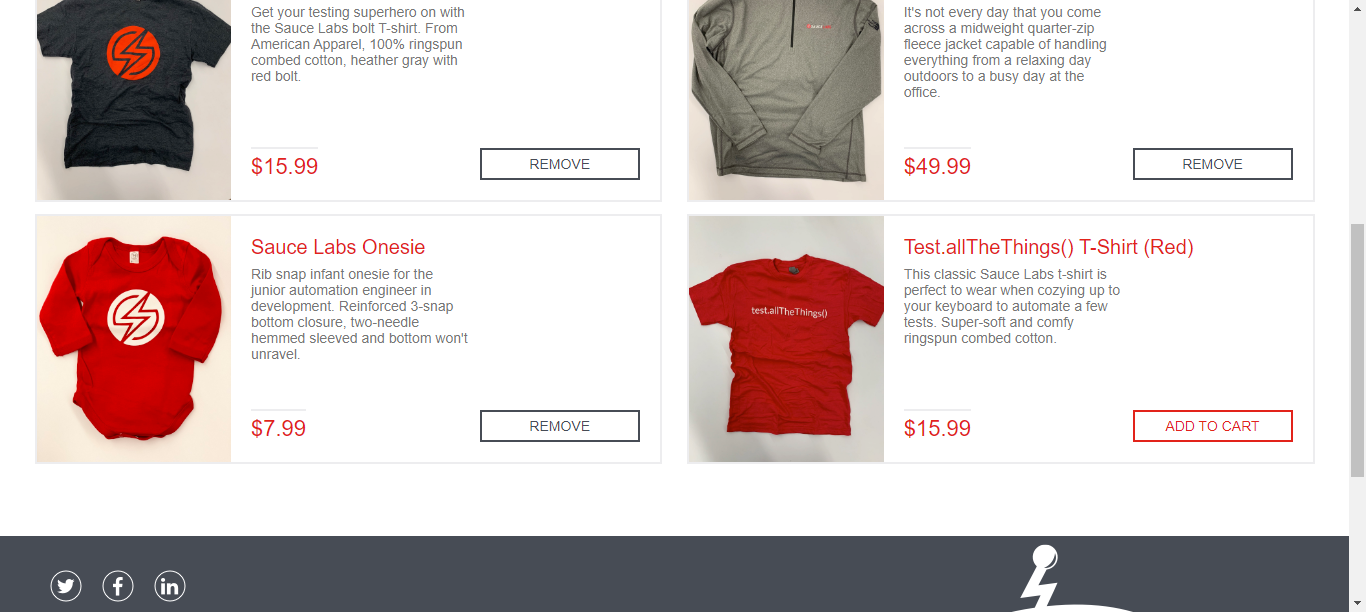 Get your testing superhero on with
the Sauce Labs bolt T-shirt. From
American Apparel, 100% ringspun
combed cotton, heather gray with
red bolt.
$15.99
REMOVE
It's not every day that you come
across a midweight quarter-zip
fleece jacket capable of handling
everything from a relaxing day
outdoors to a busy day at the
office.
$49.99
REMOVE
Sauce Labs Onesie
Rib snap infant onesie for the
junior automation engineer in
development. Reinforced 3-snap
bottom closure, two-needle
hemmed sleeved and bottom won't
unravel.
$7.99
REMOVE
test.allTheThings()
Test.allTheThings() T-Shirt (Red)
This classic Sauce Labs t-shirt is
perfect to wear when cozying up to
your keyboard to automate a few
tests. Super-soft and comfy
ringspun combed cotton.
$15.99
ADD TO CART